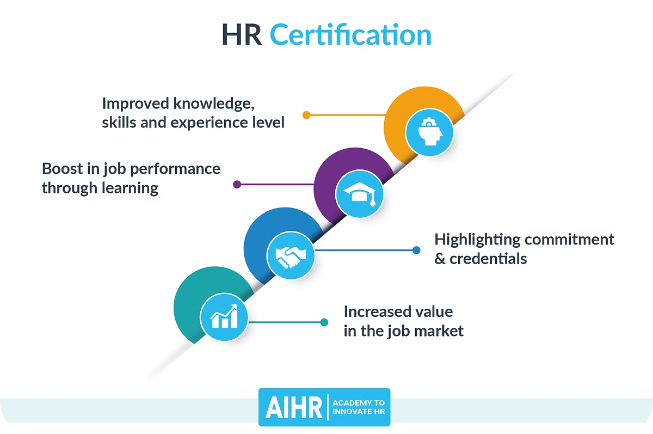 HR Certification
Improved knowledge,
skills and experience level
Boost in job performance
through learning
Highlighting commitment
& credentials
Increased value
in the job market
AIHR
ACADEMY TO
INNOVATE HR